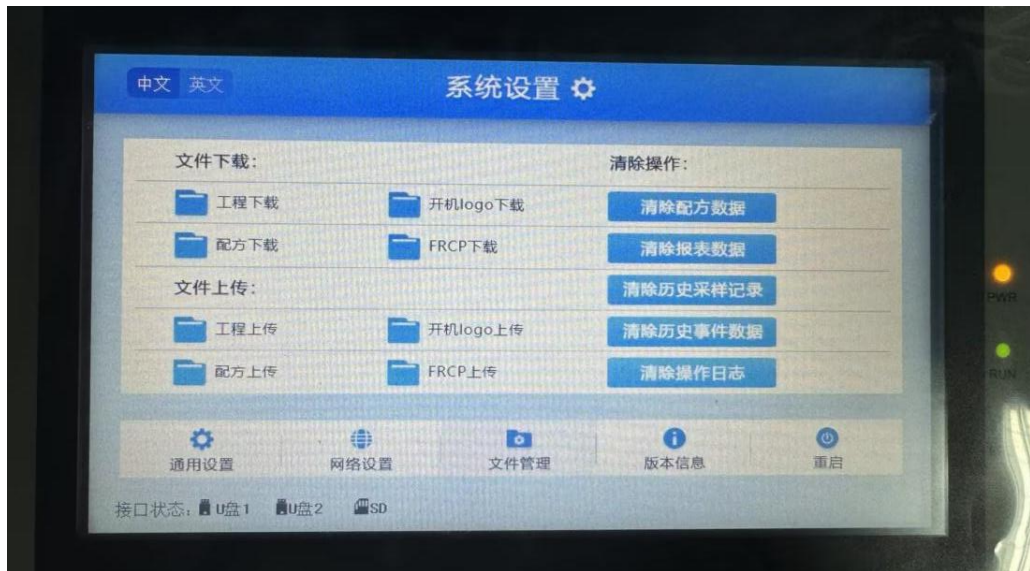 中文 英文 系统设置
文件下载: 清除操作:
工程下载 开机logo下载 清除配方数据
配方下载 FRCP下载 清除报表数据
文件上传: 清除历史采样记录
工程上传 开机logo上传 清除历史事件数据
配方上传 FRCP上传 清除操作日志
通用设置 网络设置 文件管理 版本信息 重启
接口状态: U盘1 U盘2 SD
PWR
RUN